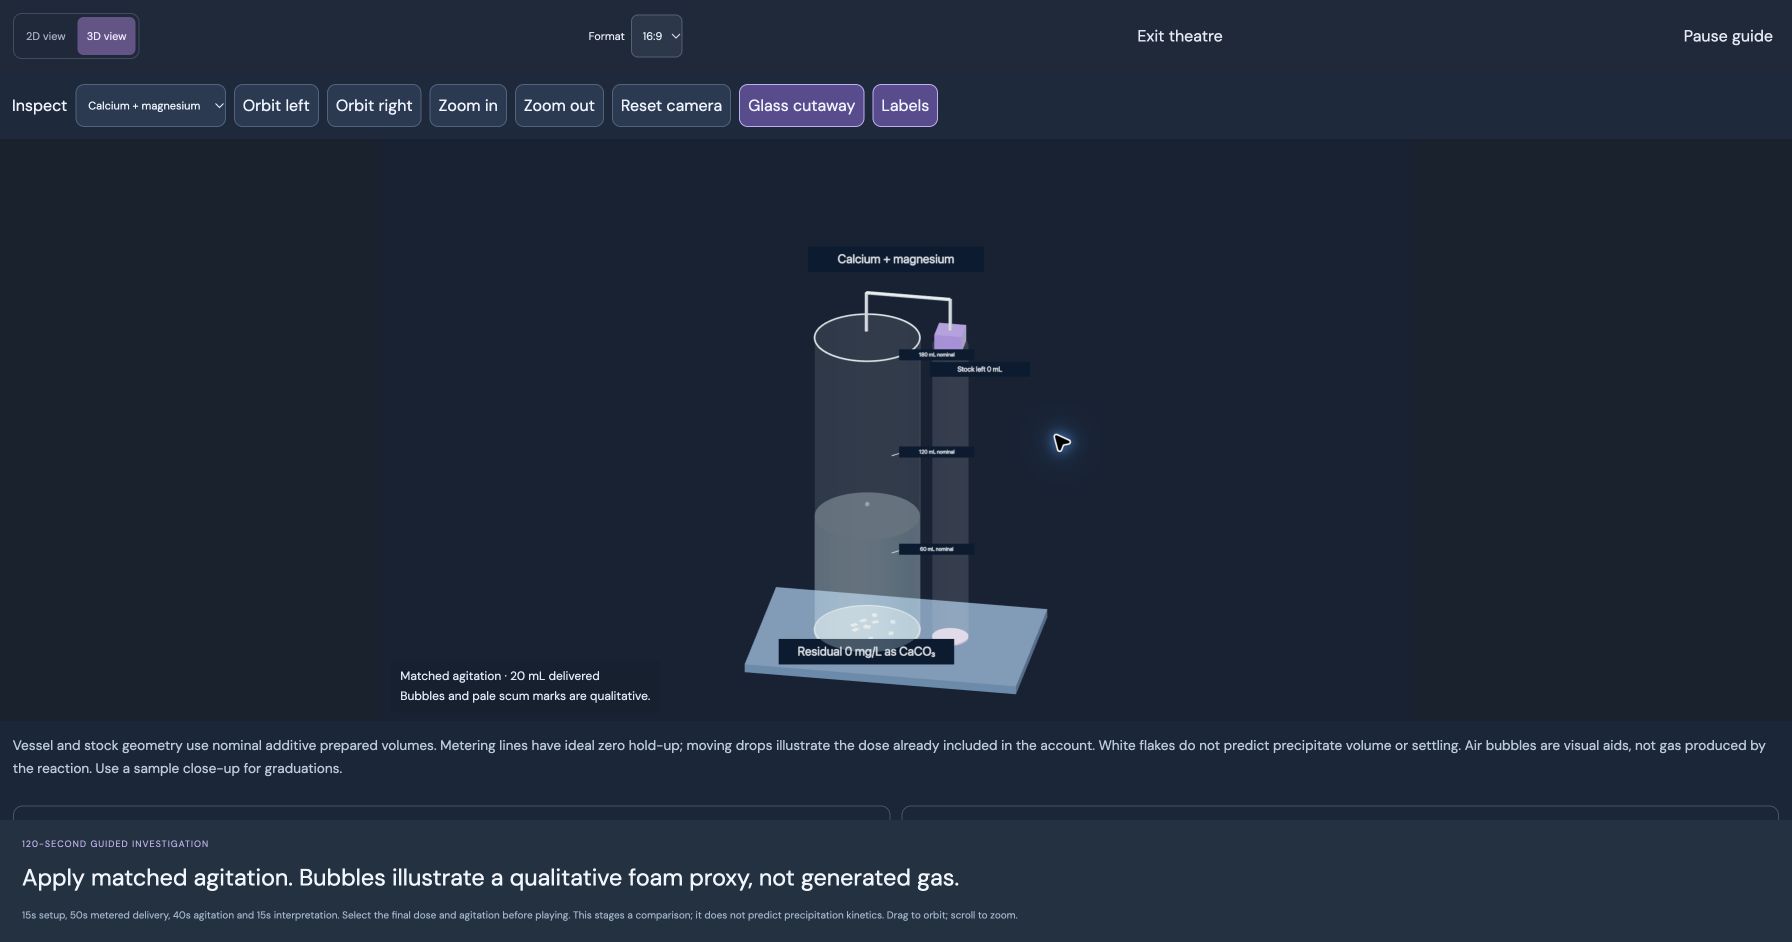 2D view
3D view
Format
16:9
Exit theatre
Pause guide
Inspect
Calcium + magnesium
Orbit left
Orbit right
Zoom in
Zoom out
Reset camera
Glass cutaway
Labels
Calcium + magnesium
180 mL nominal
Stock left 0 mL
120 mL nominal
60 mL nominal
Residual 0 mg/L as CaCO₃
Matched agitation · 20 mL delivered
Bubbles and pale scum marks are qualitative.
Vessel and stock geometry use nominal additive prepared volumes. Metering lines have ideal zero hold-up; moving drops illustrate the dose already included in the account. White flakes do not predict precipitate volume or settling. Air bubbles are visual aids, not gas produced by
the reaction. Use a sample close-up for graduations.
120-SECOND GUIDED INVESTIGATION
Apply matched agitation. Bubbles illustrate a qualitative foam proxy, not generated gas.
15s setup, 50s metered delivery, 40s agitation and 15s interpretation. Select the final dose and agitation before playing. This stages a comparison; it does not predict precipitation kinetics. Drag to orbit; scroll to zoom.